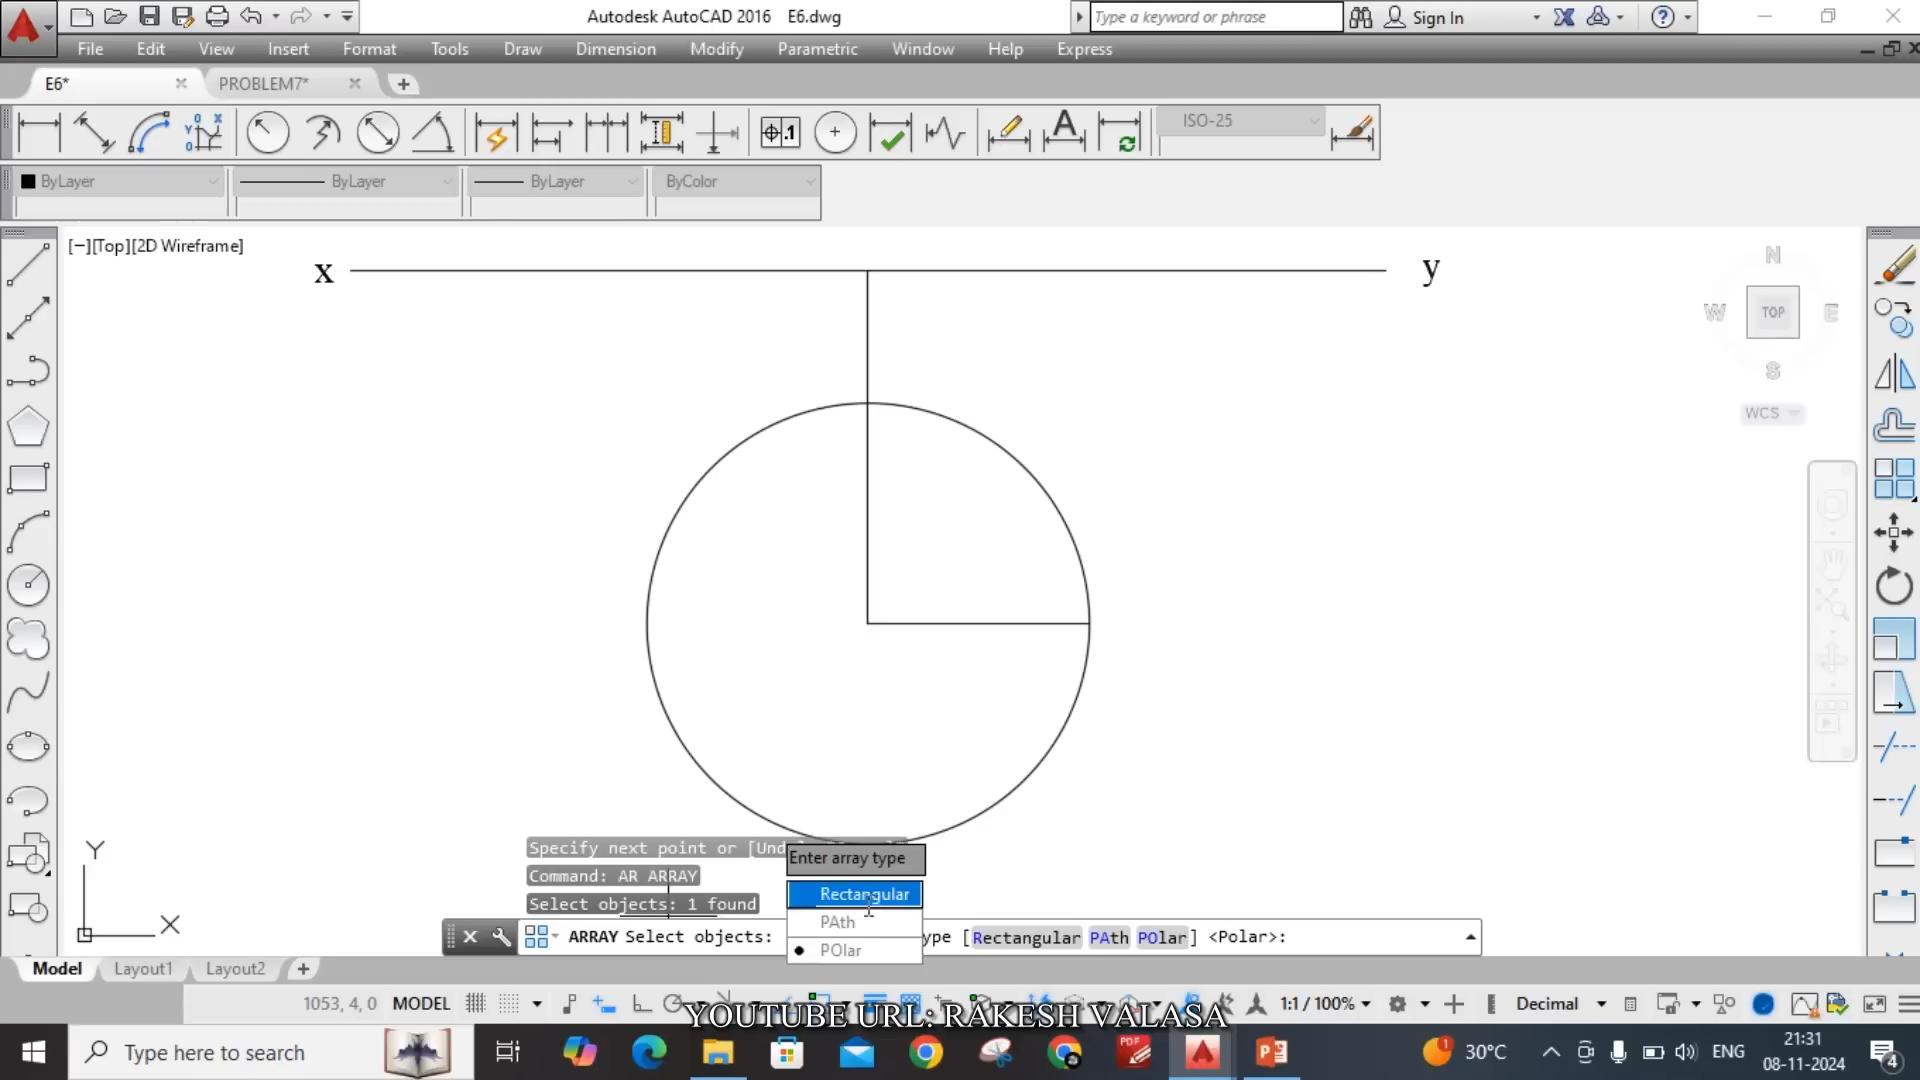 Autodesk AutoCAD 2016 E6.dwg
Type a keyword or phrase
Sign In
File Edit View Insert Format Tools Draw Dimension Modify Parametric Window Help Express
E6* PROBLEM7*
ISO-25
ByLayer ByLayer ByLayer ByColor
[−][Top][2D Wireframe]
x y
N
W TOP E
S
WCS
Specify next point or [Und
Enter array type
Command: AR ARRAY
Rectangular
Select objects: 1 found
PAth
ARRAY Select objects: ype [Rectangular PAth POlar] <Polar>:
POlar
Y
X
Model Layout1 Layout2
1053, 4, 0 MODEL 1:1 / 100% Decimal
YOUTUBE URL: RAKESH VALASA
Type here to search
30°C ENG
21:31
08-11-2024
4